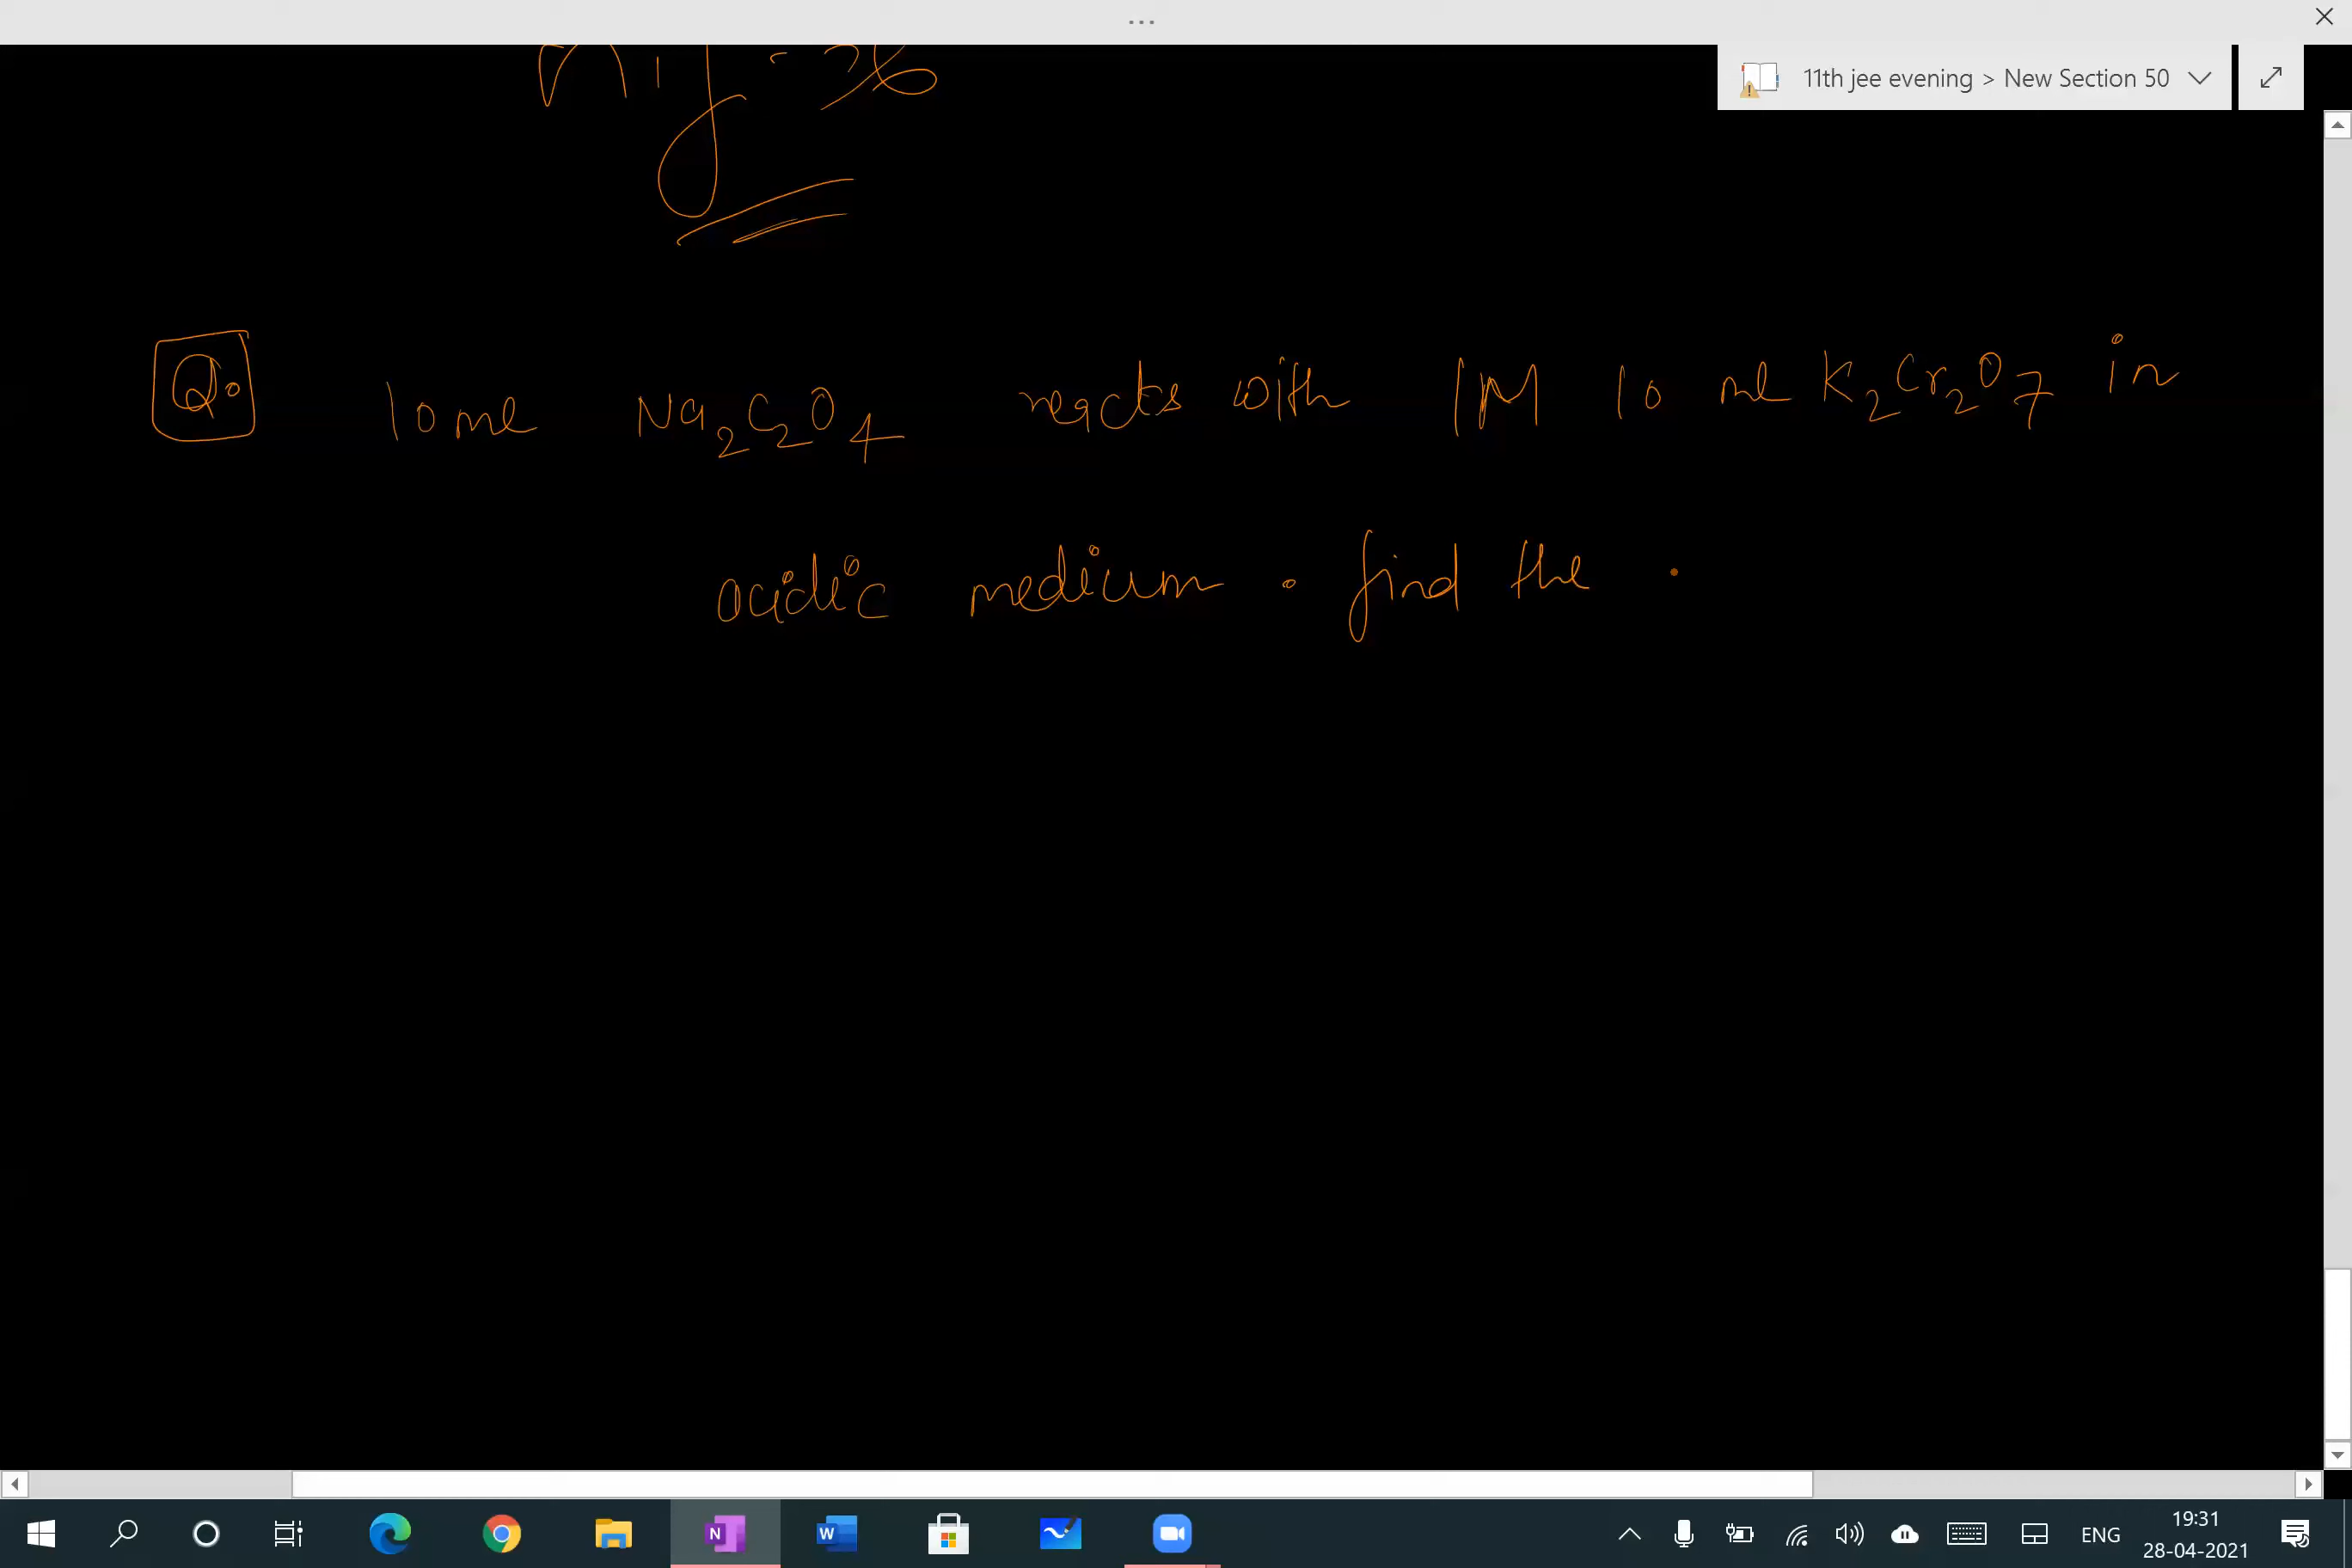 ...
11th jee evening > New Section 50
Q. 10 ml Na2C2O4 reacts with 1M 10 ml K2Cr2O7 in
acidic medium. find the
ENG
19:31
28-04-2021